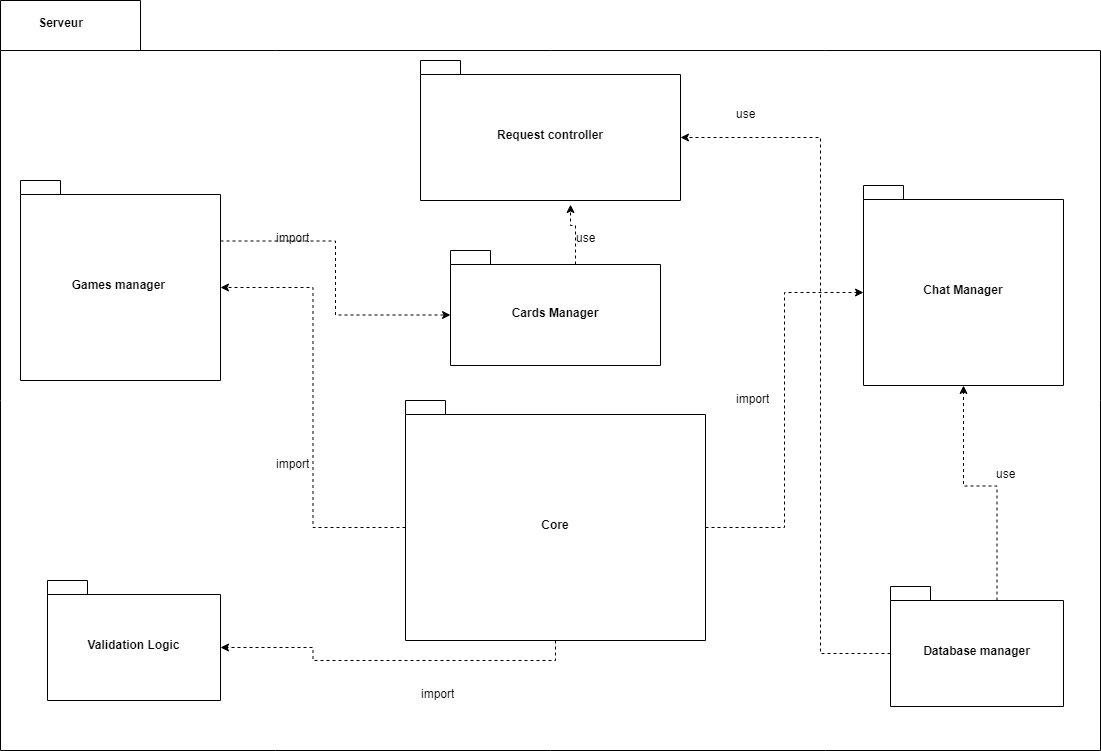 Serveur
Request controller
use
Games manager
import
use
Cards Manager
Chat Manager
import
import
use
Core
Validation Logic
Database manager
import